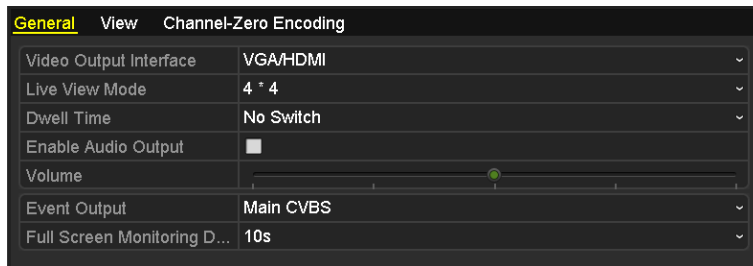 General View Channel-Zero Encoding
Video Output Interface VGA/HDMI
Live View Mode 4 * 4
Dwell Time No Switch
Enable Audio Output
Volume
Event Output Main CVBS
Full Screen Monitoring D... 10s